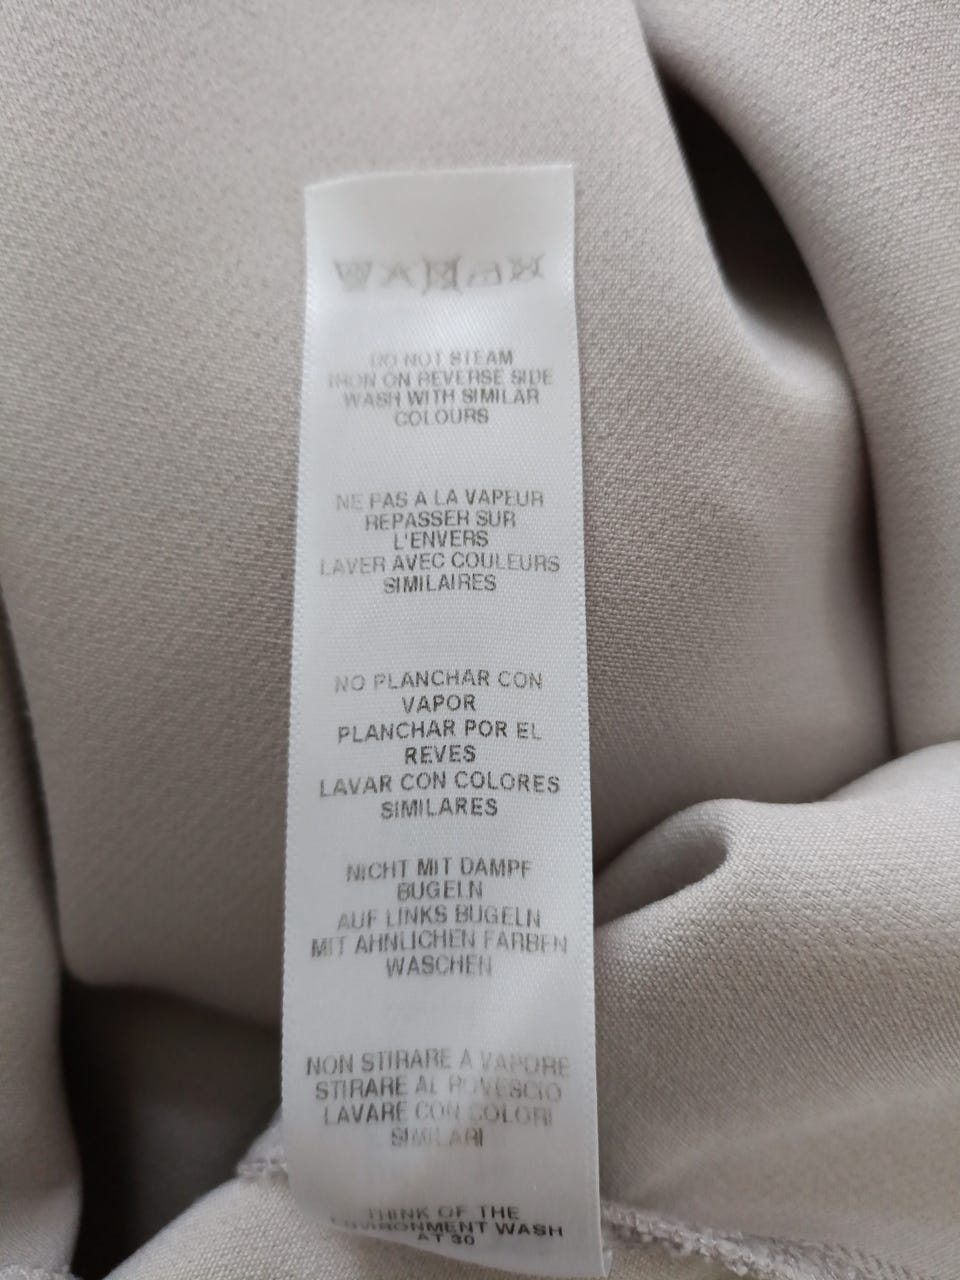 DO NOT STEAM
IRON ON REVERSE SIDE
WASH WITH SIMILAR
COLOURS
NE PAS A LA VAPEUR
REPASSER SUR
L'ENVERS
LAVER AVEC COULEURS
SIMILAIRES
NO PLANCHAR CON
VAPOR
PLANCHAR POR EL
REVES
LAVAR CON COLORES
SIMILARES
NICHT MIT DAMPF
BUGELN
AUF LINKS BUGELN
MIT AHNLICHEN FARBEN
WASCHEN
NON STIRARE A VAPORE
STIRARE AL ROVESCIO
LAVARE CON COLORI
SIMILARI
THINK OF THE
ENVIRONMENT WASH
AT 30